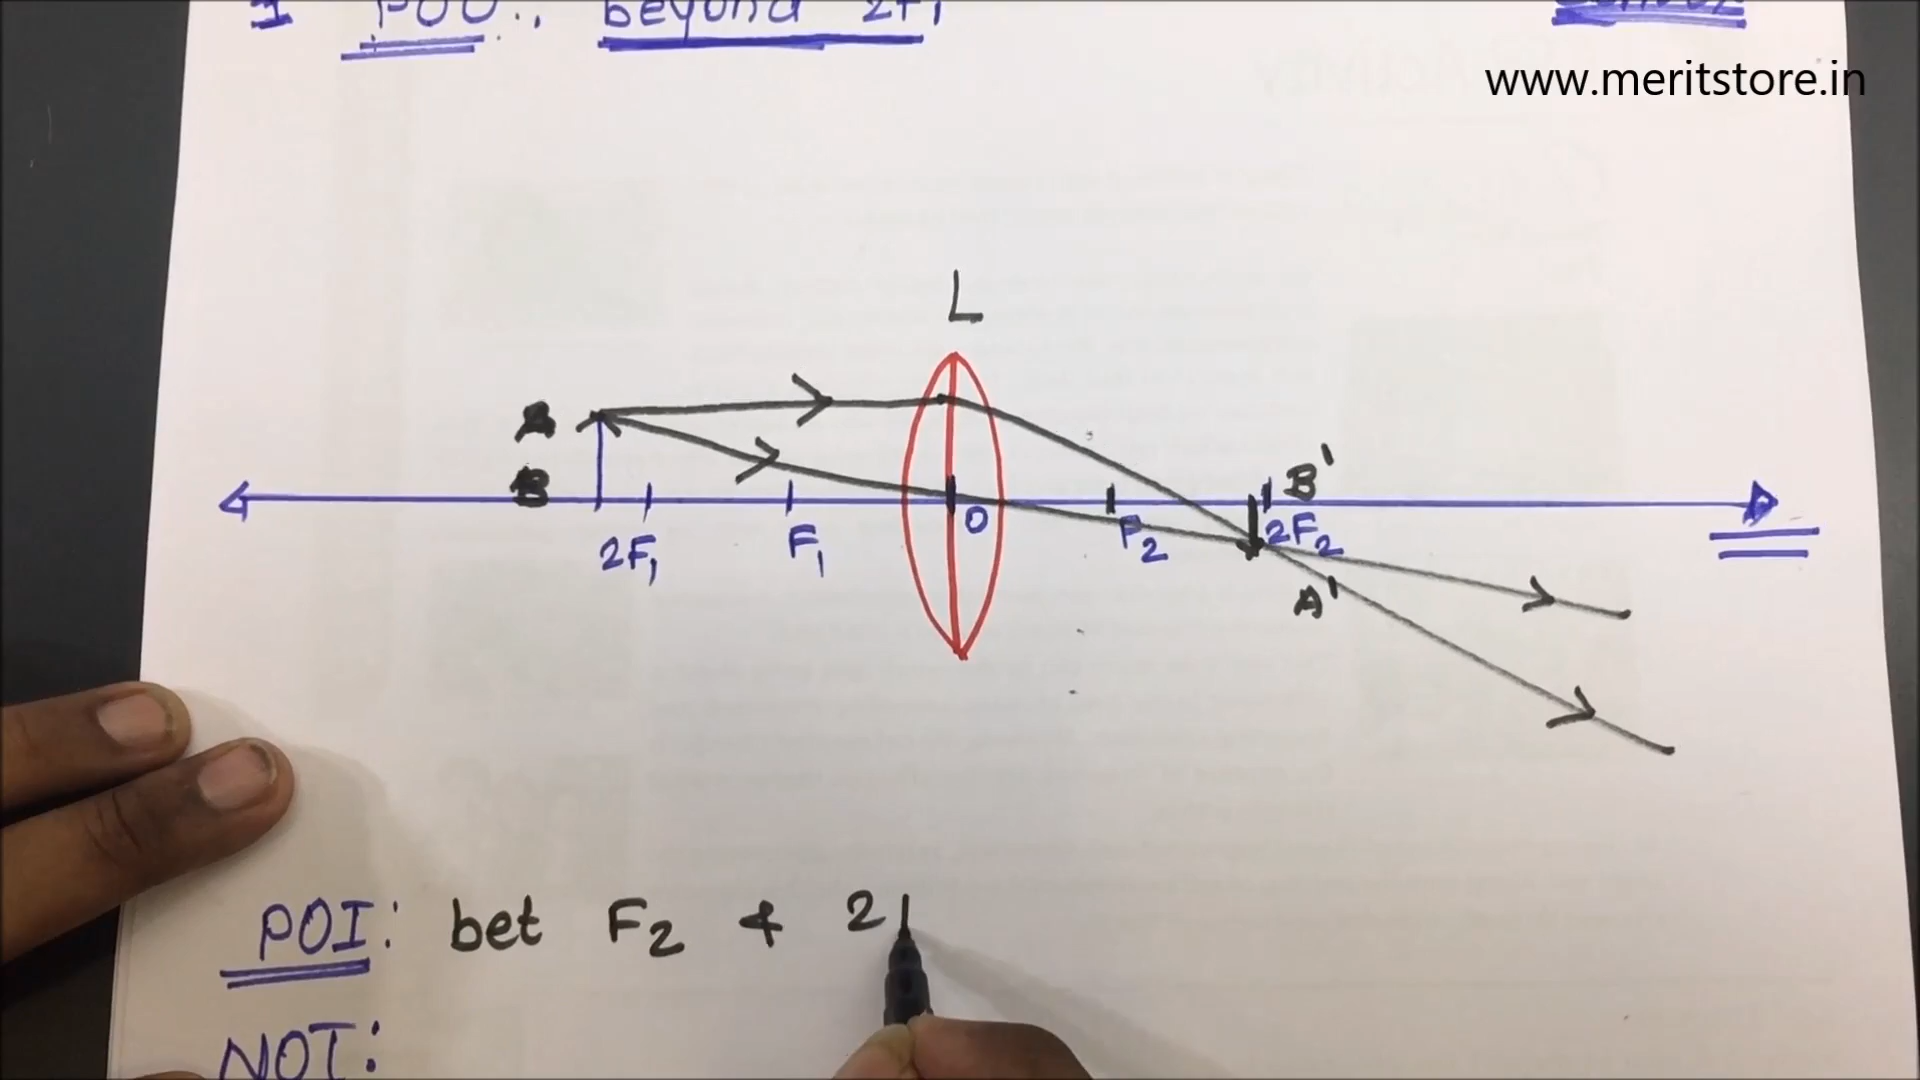 I POO : beyond 2F1
www.meritstore.in
L
A
B
B'
2F1 F1 O F2 2F2
A'
POI: bet F2 & 2
NOT: